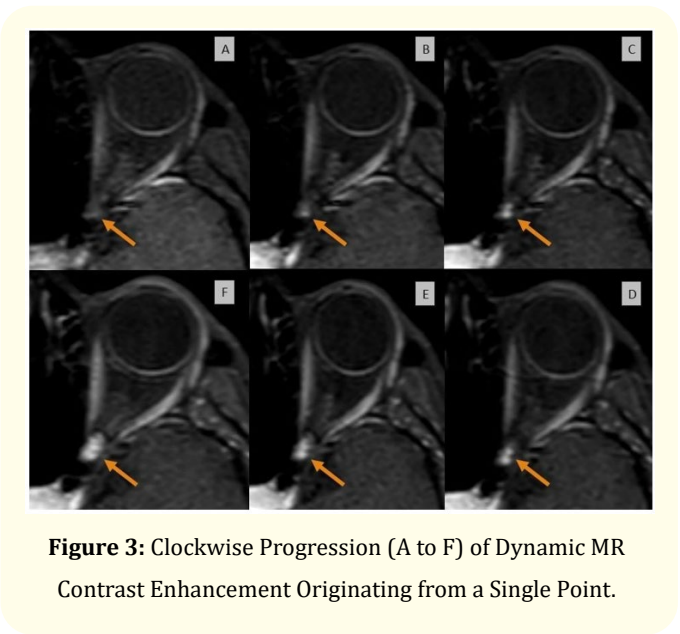 A
B
C
F
E
D
Figure 3: Clockwise Progression (A to F) of Dynamic MR
Contrast Enhancement Originating from a Single Point.